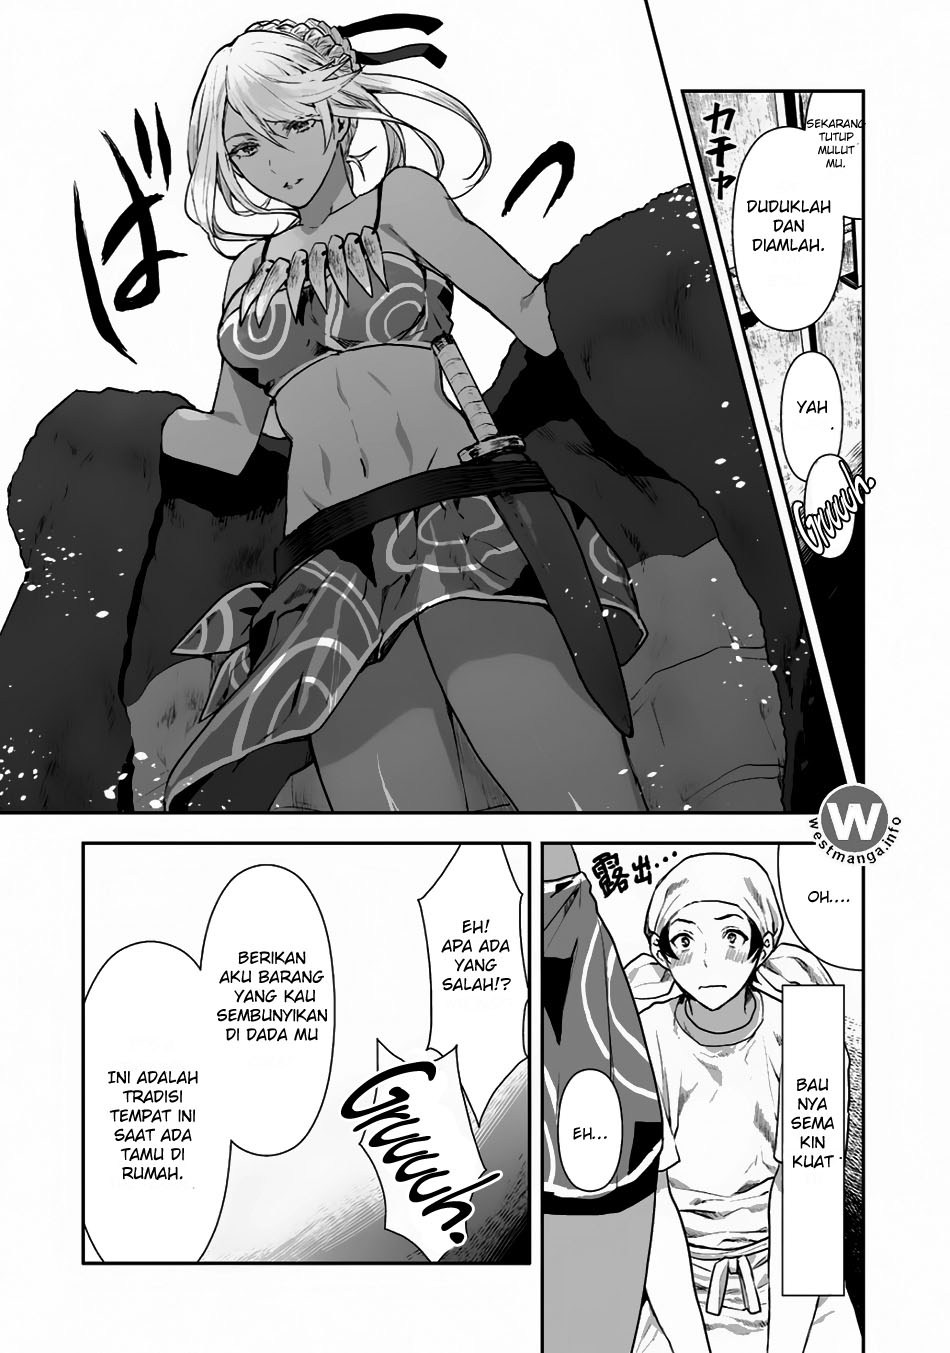 SEKARANG
TUTUP
MULUT
MU.
DUDUKLAH
DAN
DIAMLAH.
カチャ
YAH
Gruuuh.
ばっ
W
westmanga.info
OH....
露出…
BAU
NYA
SEMA
KIN
KUAT
EH...
EH!
APA ADA
YANG
SALAH!?
Gruuuuh.
BERIKAN
AKU BARANG
YANG KAU
SEMBUNYIKAN
DI DADA MU
INI ADALAH
TRADISI
TEMPAT INI
SAAT ADA
TAMU DI
RUMAH.